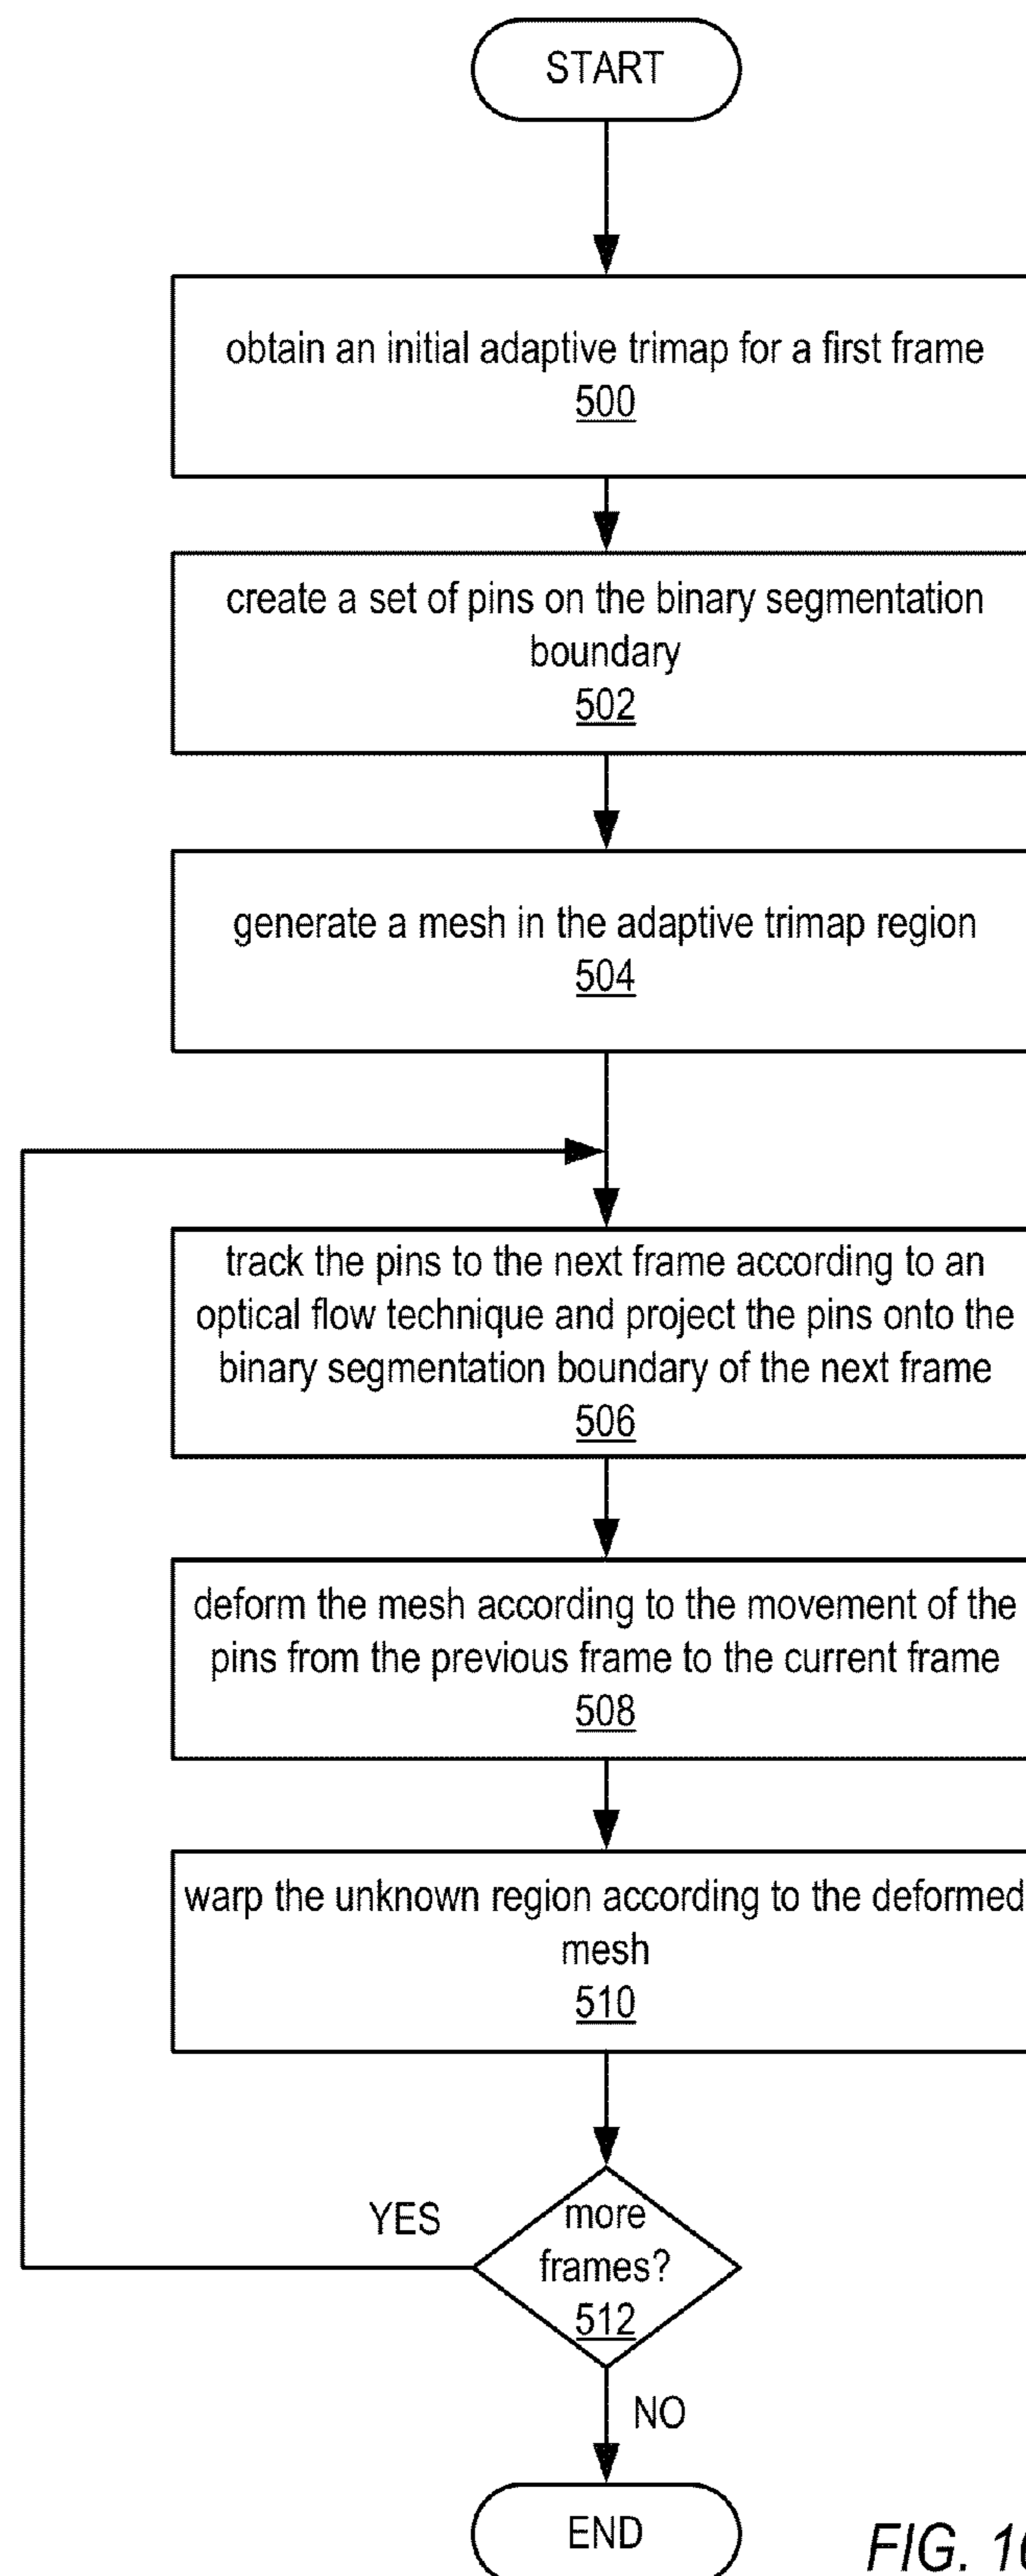 START
obtain an initial adaptive trimap for a first frame
500
create a set of pins on the binary segmentation
boundary
502
generate a mesh in the adaptive trimap region
504
track the pins to the next frame according to an
optical flow technique and project the pins onto the
binary segmentation boundary of the next frame
506
deform the mesh according to the movement of the
pins from the previous frame to the current frame
508
warp the unknown region according to the deformed
mesh
510
YES
more
frames?
512
NO
END
FIG.